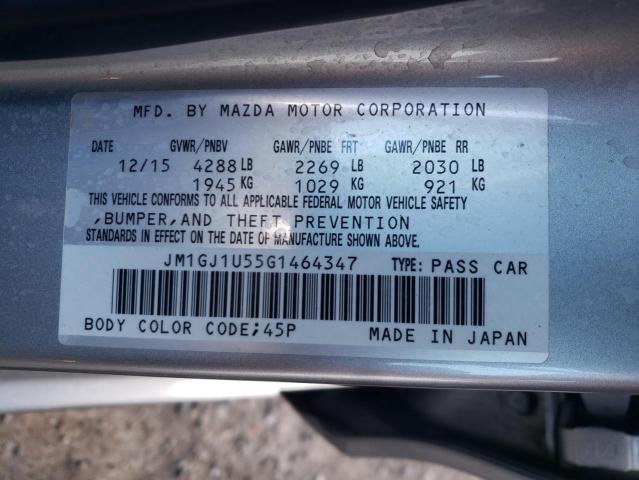 MFD. BY MAZDA MOTOR CORPORATION
DATE GVWR/PNBV GAWR/PNBE FRT GAWR/PNBE RR
12/15 4288 LB 2269 LB 2030 LB
1945 KG 1029 KG 921 KG
THIS VEHICLE CONFORMS TO ALL APPLICABLE FEDERAL MOTOR VEHICLE SAFETY
,BUMPER,AND THEFT PREVENTION
STANDARDS IN EFFECT ON THE DATE OF MANUFACTURE SHOWN ABOVE.
JM1GJ1U55G1464347 TYPE: PASS CAR
BODY COLOR CODE;45P MADE IN JAPAN